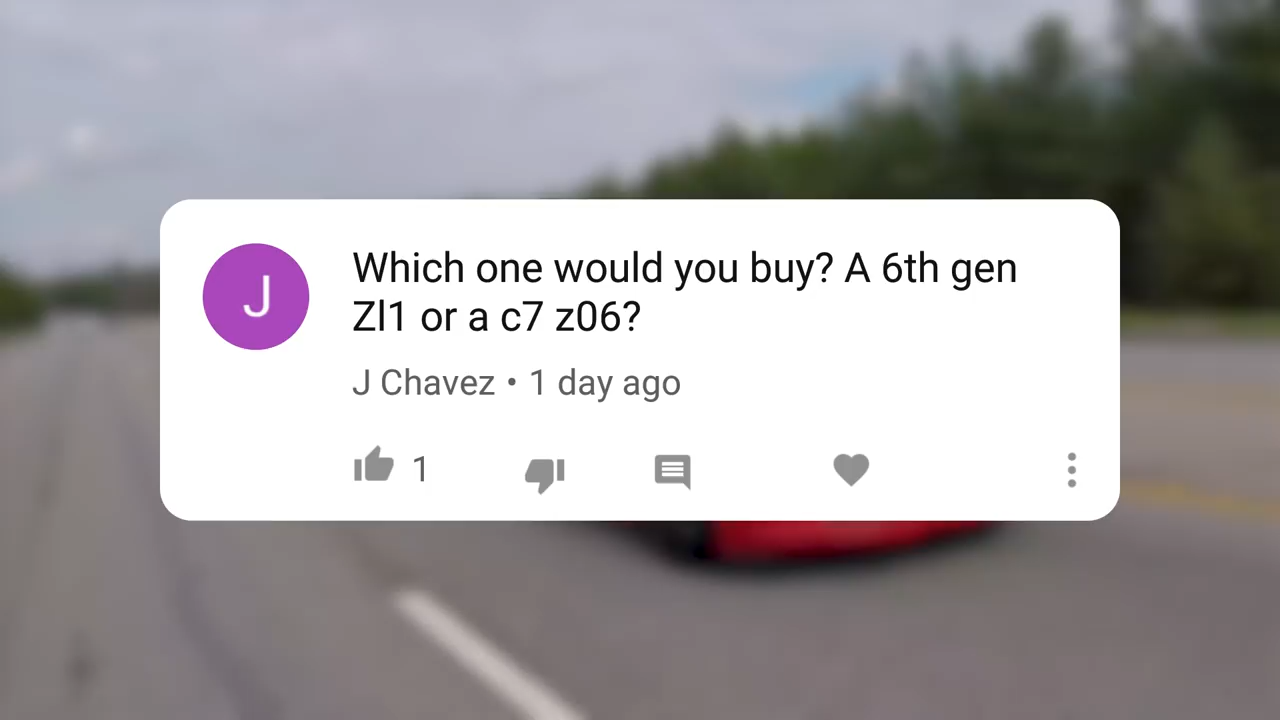 J
Which one would you buy? A 6th gen
Zl1 or a c7 z06?
J Chavez • 1 day ago
1